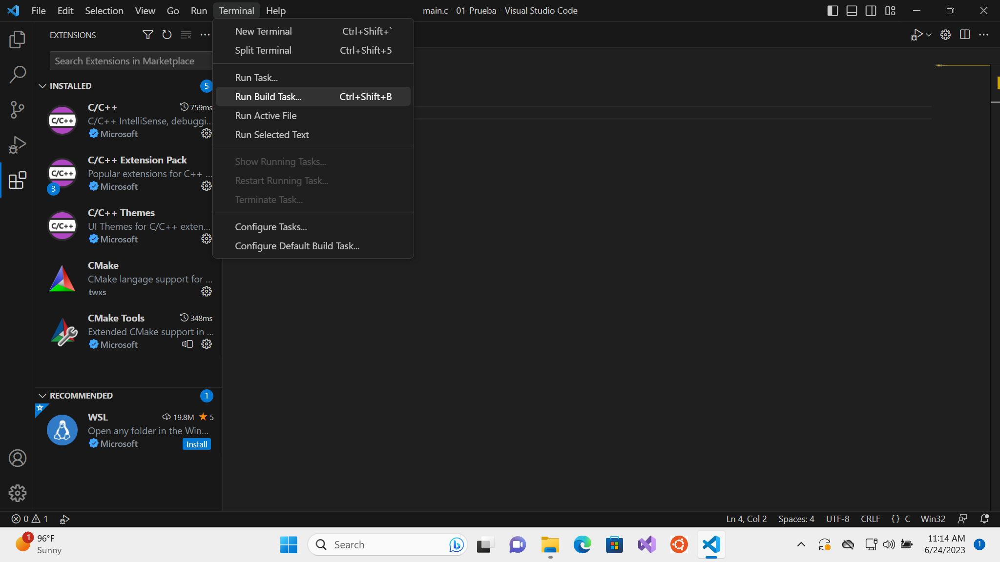 File Edit Selection View Go Run Terminal Help
main.c - 01-Prueba - Visual Studio Code
EXTENSIONS
Search Extensions in Marketplace
INSTALLED 5
C/C++ 759ms
C/C++ IntelliSense, debuggi...
Microsoft
C/C++ Extension Pack
Popular extensions for C++ ...
Microsoft
3
C/C++ Themes
UI Themes for C/C++ exten...
Microsoft
CMake
CMake langage support for ...
twxs
CMake Tools 348ms
Extended CMake support in ...
Microsoft
C/C++
C/C++
C/C++
RECOMMENDED 1
WSL 19.8M 5
Open any folder in the Win...
Microsoft Install
New Terminal Ctrl+Shift+`
Split Terminal Ctrl+Shift+5
Run Task...
Run Build Task... Ctrl+Shift+B
Run Active File
Run Selected Text
Show Running Tasks...
Restart Running Task...
Terminate Task...
Configure Tasks...
Configure Default Build Task...
0 1
Ln 4, Col 2 Spaces: 4 UTF-8 CRLF {} C Win32
1
96°F
Sunny
Search
11:14 AM
6/24/2023
1